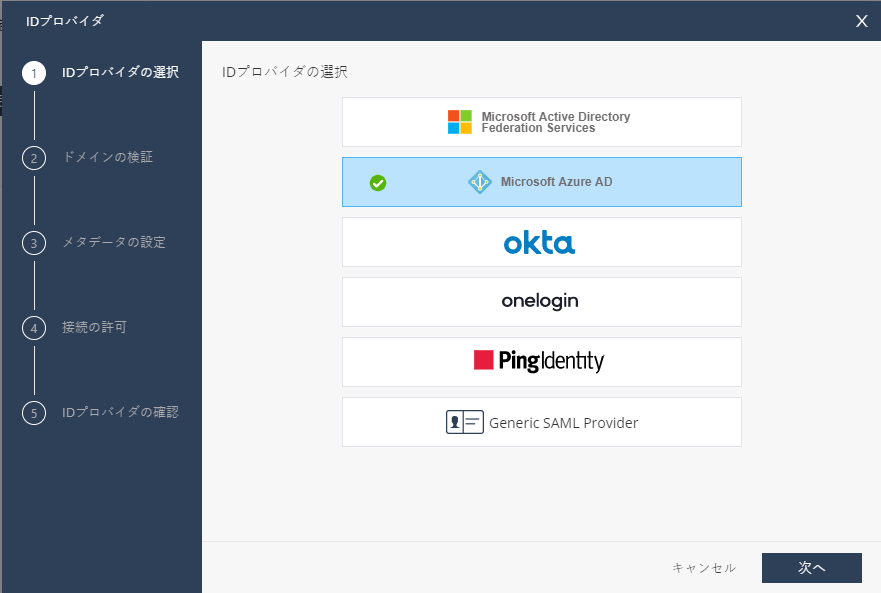 IDプロバイダ
X
1 IDプロバイダの選択
2 ドメインの検証
3 メタデータの設定
4 接続の許可
5 IDプロバイダの確認
IDプロバイダの選択
Microsoft Active Directory
Federation Services
Microsoft Azure AD
okta
onelogin
PingIdentity
Generic SAML Provider
キャンセル
次へ